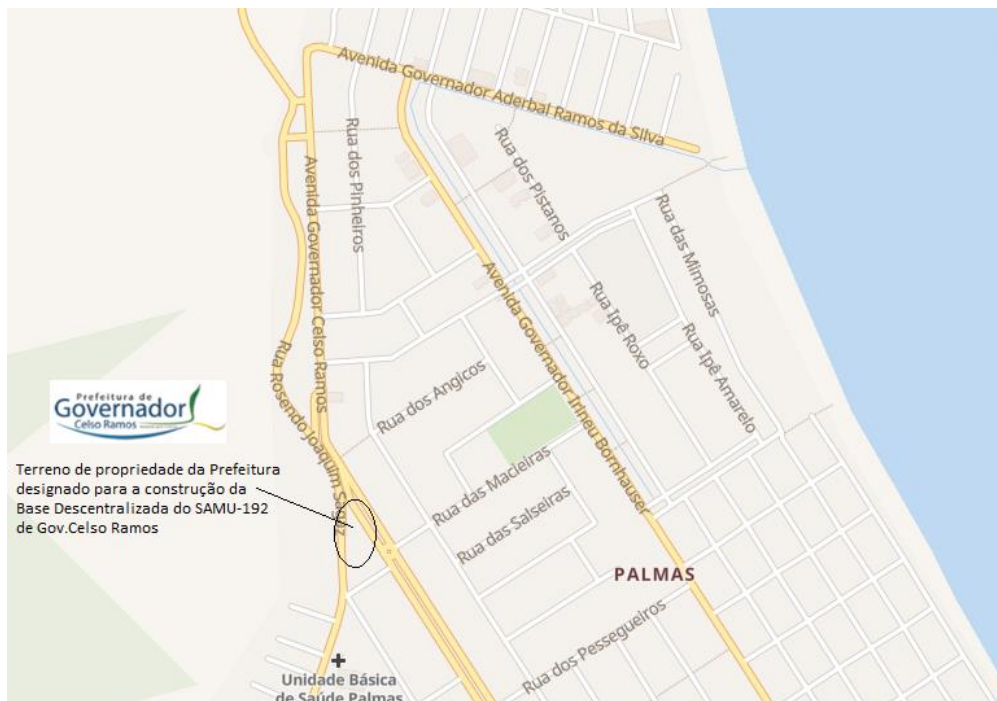 Avenida Governador Aderbal Ramos da Silva
Rua dos Pinheiros
Rua dos Pistanos
Avenida Governador Celso Ramos
Rua das Mimosas
Avenida Governador Irineu Bornhauser
Rua Ipê Roxo
Rua Ipê Amarelo
Rua Rosendo Joaquim Sagaz
Rua dos Angicos
Prefeitura de
Governador
Celso Ramos
Terreno de propriedade da Prefeitura
designado para a construção da
Base Descentralizada do SAMU-192
de Gov.Celso Ramos
Rua das Macieiras
Rua das Salseiras
PALMAS
Rua dos Pessegueiros
Unidade Básica
de Saúde Palmas